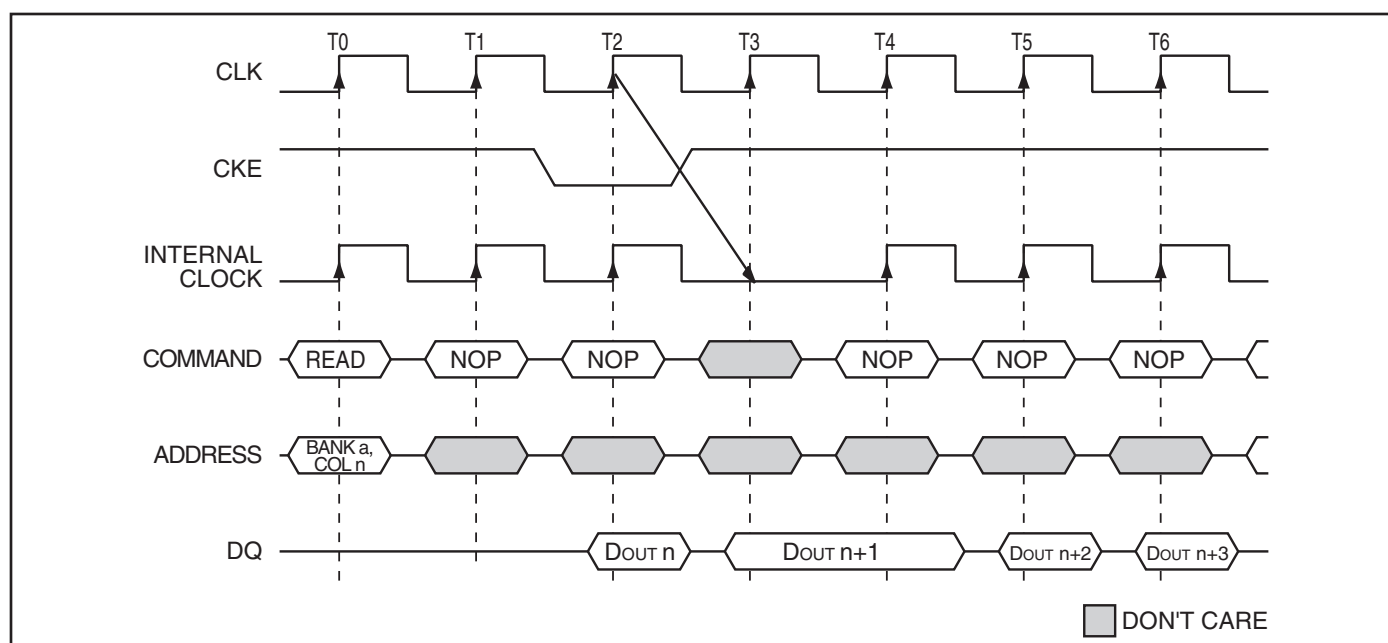 T0 T1 T2 T3 T4 T5 T6
CLK
CKE
INTERNAL
CLOCK
COMMAND READ NOP NOP NOP NOP NOP
ADDRESS BANK a,
COL n
DQ DOUT n DOUT n+1 DOUT n+2 DOUT n+3
DON'T CARE